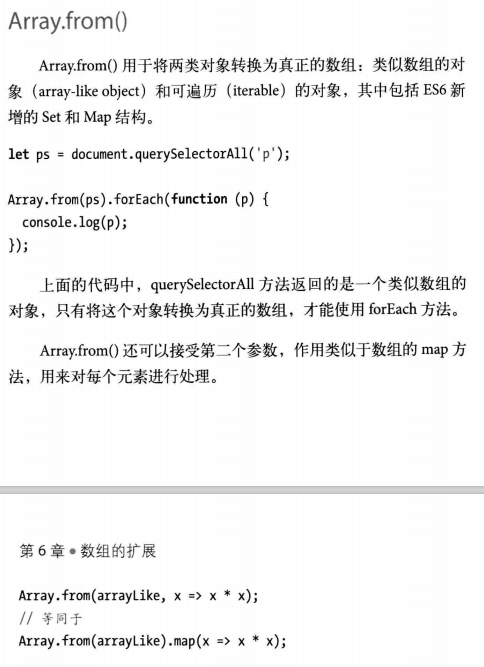 Array.from()
Array.from() 用于将两类对象转换为真正的数组：类似数组的对
象（array-like object）和可遍历（iterable）的对象，其中包括 ES6 新
增的 Set 和 Map 结构。
let ps = document.querySelectorAll('p');
Array.from(ps).forEach(function (p) {
  console.log(p);
});
上面的代码中，querySelectorAll 方法返回的是一个类似数组的
对象，只有将这个对象转换为真正的数组，才能使用 forEach 方法。
Array.from() 还可以接受第二个参数，作用类似于数组的 map 方
法，用来对每个元素进行处理。
第 6 章 ● 数组的扩展
Array.from(arrayLike, x => x * x);
// 等同于
Array.from(arrayLike).map(x => x * x);